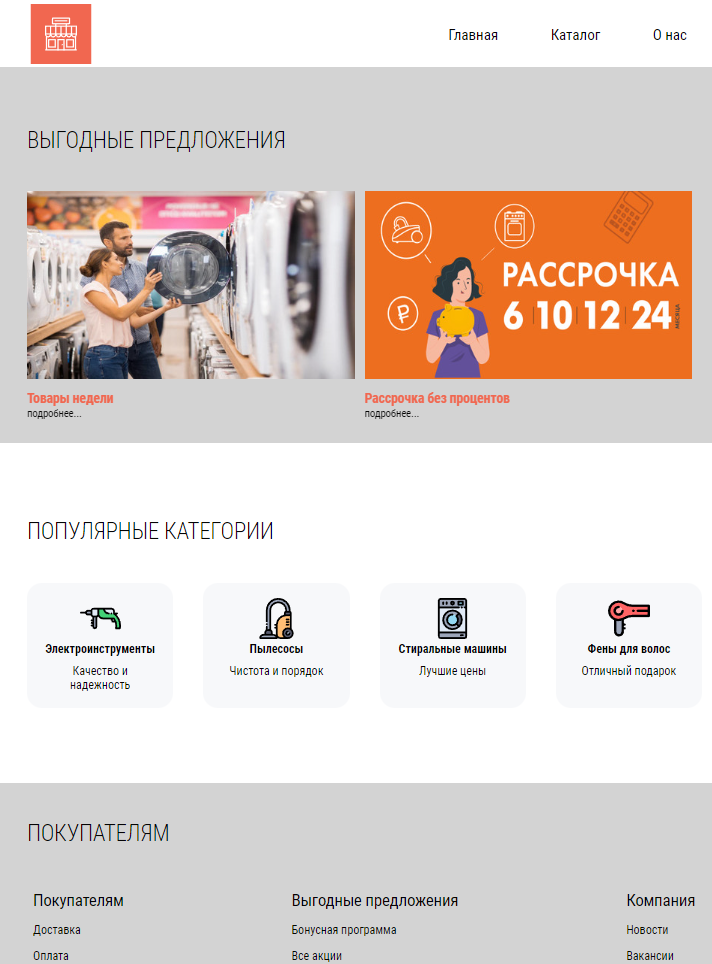 Главная Каталог О нас
ВЫГОДНЫЕ ПРЕДЛОЖЕНИЯ
РАССРОЧКА
6 10 12 24 МЕСЯЦА
Товары недели
подробнее...
Рассрочка без процентов
подробнее...
ПОПУЛЯРНЫЕ КАТЕГОРИИ
Электроинструменты
Качество и
надежность
Пылесосы
Чистота и порядок
Стиральные машины
Лучшие цены
Фены для волос
Отличный подарок
ПОКУПАТЕЛЯМ
Покупателям
Доставка
Оплата
Выгодные предложения
Бонусная программа
Все акции
Компания
Новости
Вакансии